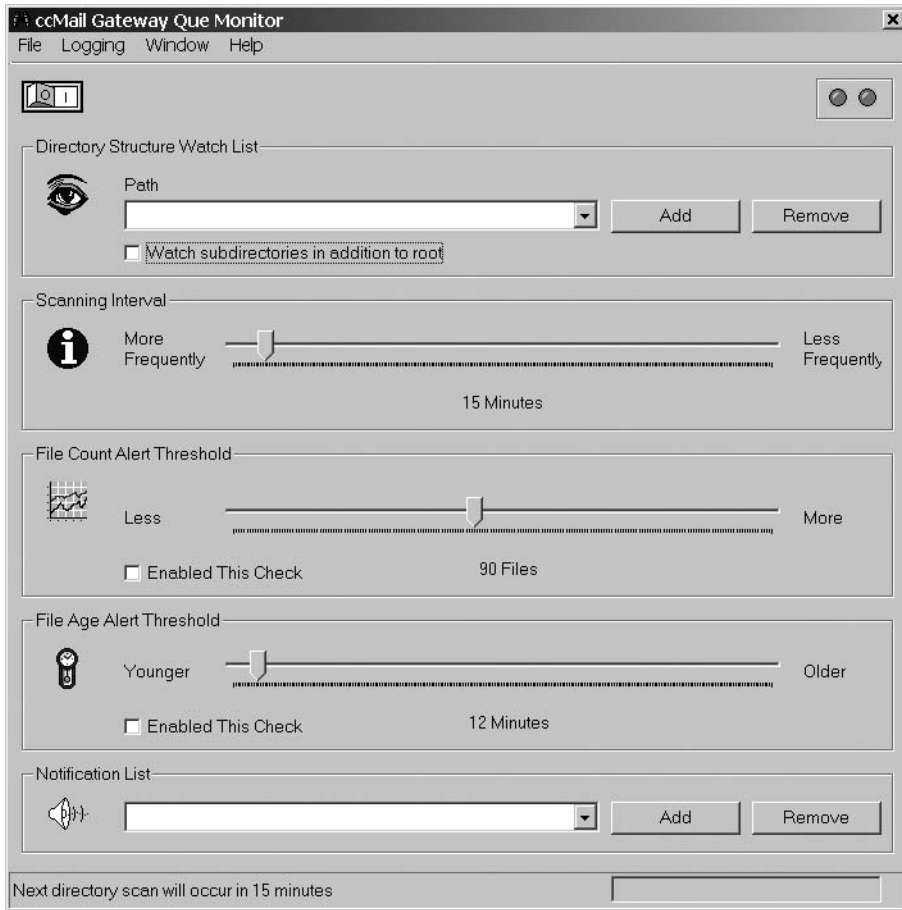 ccMail Gateway Que Monitor
File Logging Window Help
Directory Structure Watch List
Path
Add Remove
Watch subdirectories in addition to root
Scanning Interval
More Frequently
Less Frequently
15 Minutes
File Count Alert Threshold
Less
More
Enabled This Check
90 Files
File Age Alert Threshold
Younger
Older
Enabled This Check
12 Minutes
Notification List
Add Remove
Next directory scan will occur in 15 minutes